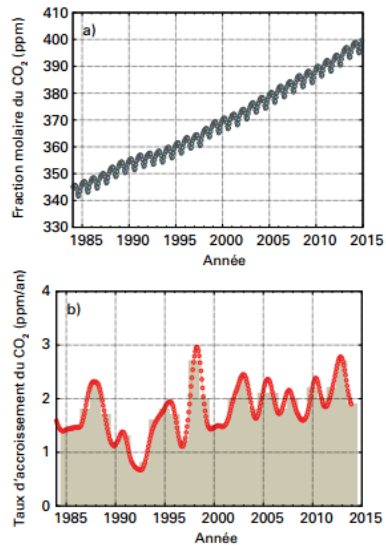 a)
Fraction molaire du CO₂ (ppm)
400
390
380
370
360
350
340
330
1985 1990 1995 2000 2005 2010 2015
Année
b)
Taux d'accroissement du CO₂ (ppm/an)
4
3
2
1
0
1985 1990 1995 2000 2005 2010 2015
Année